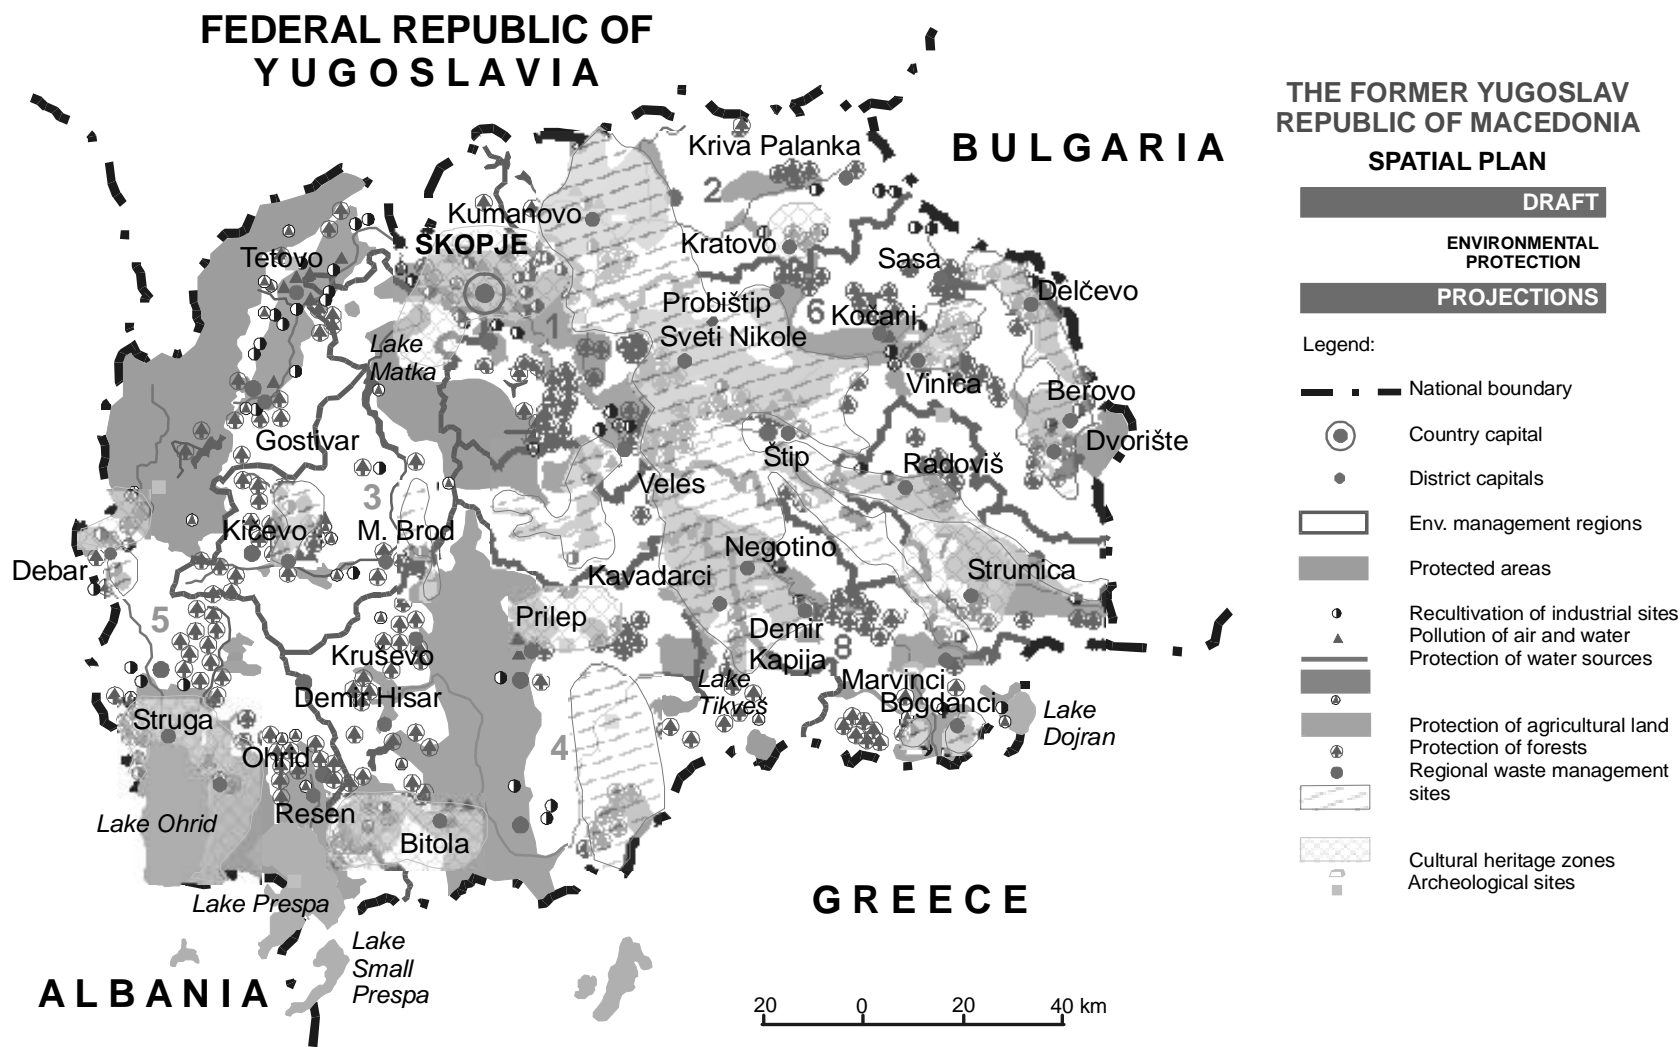 FEDERAL REPUBLIC OF
YUGOSLAVIA
BULGARIA
THE FORMER YUGOSLAV
REPUBLIC OF MACEDONIA
SPATIAL PLAN
DRAFT
ENVIRONMENTAL
PROTECTION
PROJECTIONS
Legend:
National boundary
Country capital
District capitals
Env. management regions
Protected areas
Recultivation of industrial sites
Pollution of air and water
Protection of water sources
Protection of agricultural land
Protection of forests
Regional waste management
sites
Cultural heritage zones
Archeological sites
Kriva Palanka
2
Kumanovo
SKOPJE
Kratovo
Sasa
Tetovo
Delčevo
Probištip
6
Kočani
1
Sveti Nikole
Lake
Matka
Vinica
Berovo
Gostivar
Dvorište
Štip
Radoviš
3
Veles
Kičevo
M. Brod
Negotino
Debar
Kavadarci
Strumica
5
Prilep
Demir
Kapija
8
Kruševo
Lake
Tikveš
Marvinci
Demir Hisar
Bogdanci
Struga
Lake
Dojran
4
Ohrid
Resen
Lake Ohrid
Bitola
Lake Prespa
GREECE
Lake
Small
Prespa
ALBANIA
20 0 20 40 km